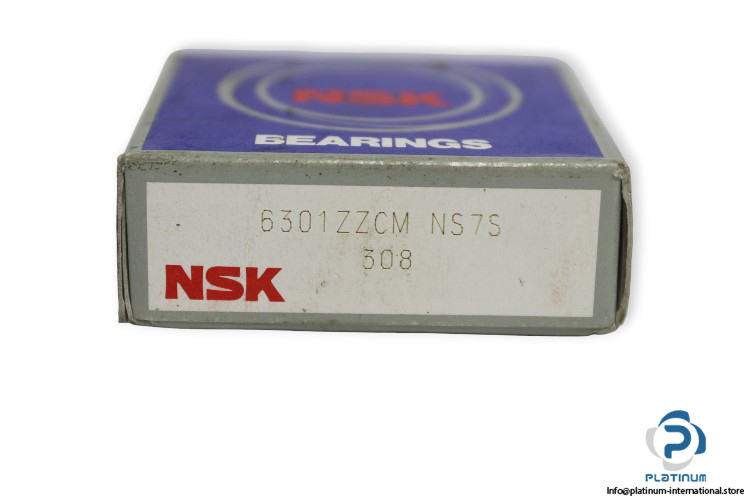 NSK
BEARINGS
6301ZZCM NS7S
308
NSK
PLATINUM
Info@platinum-international.store